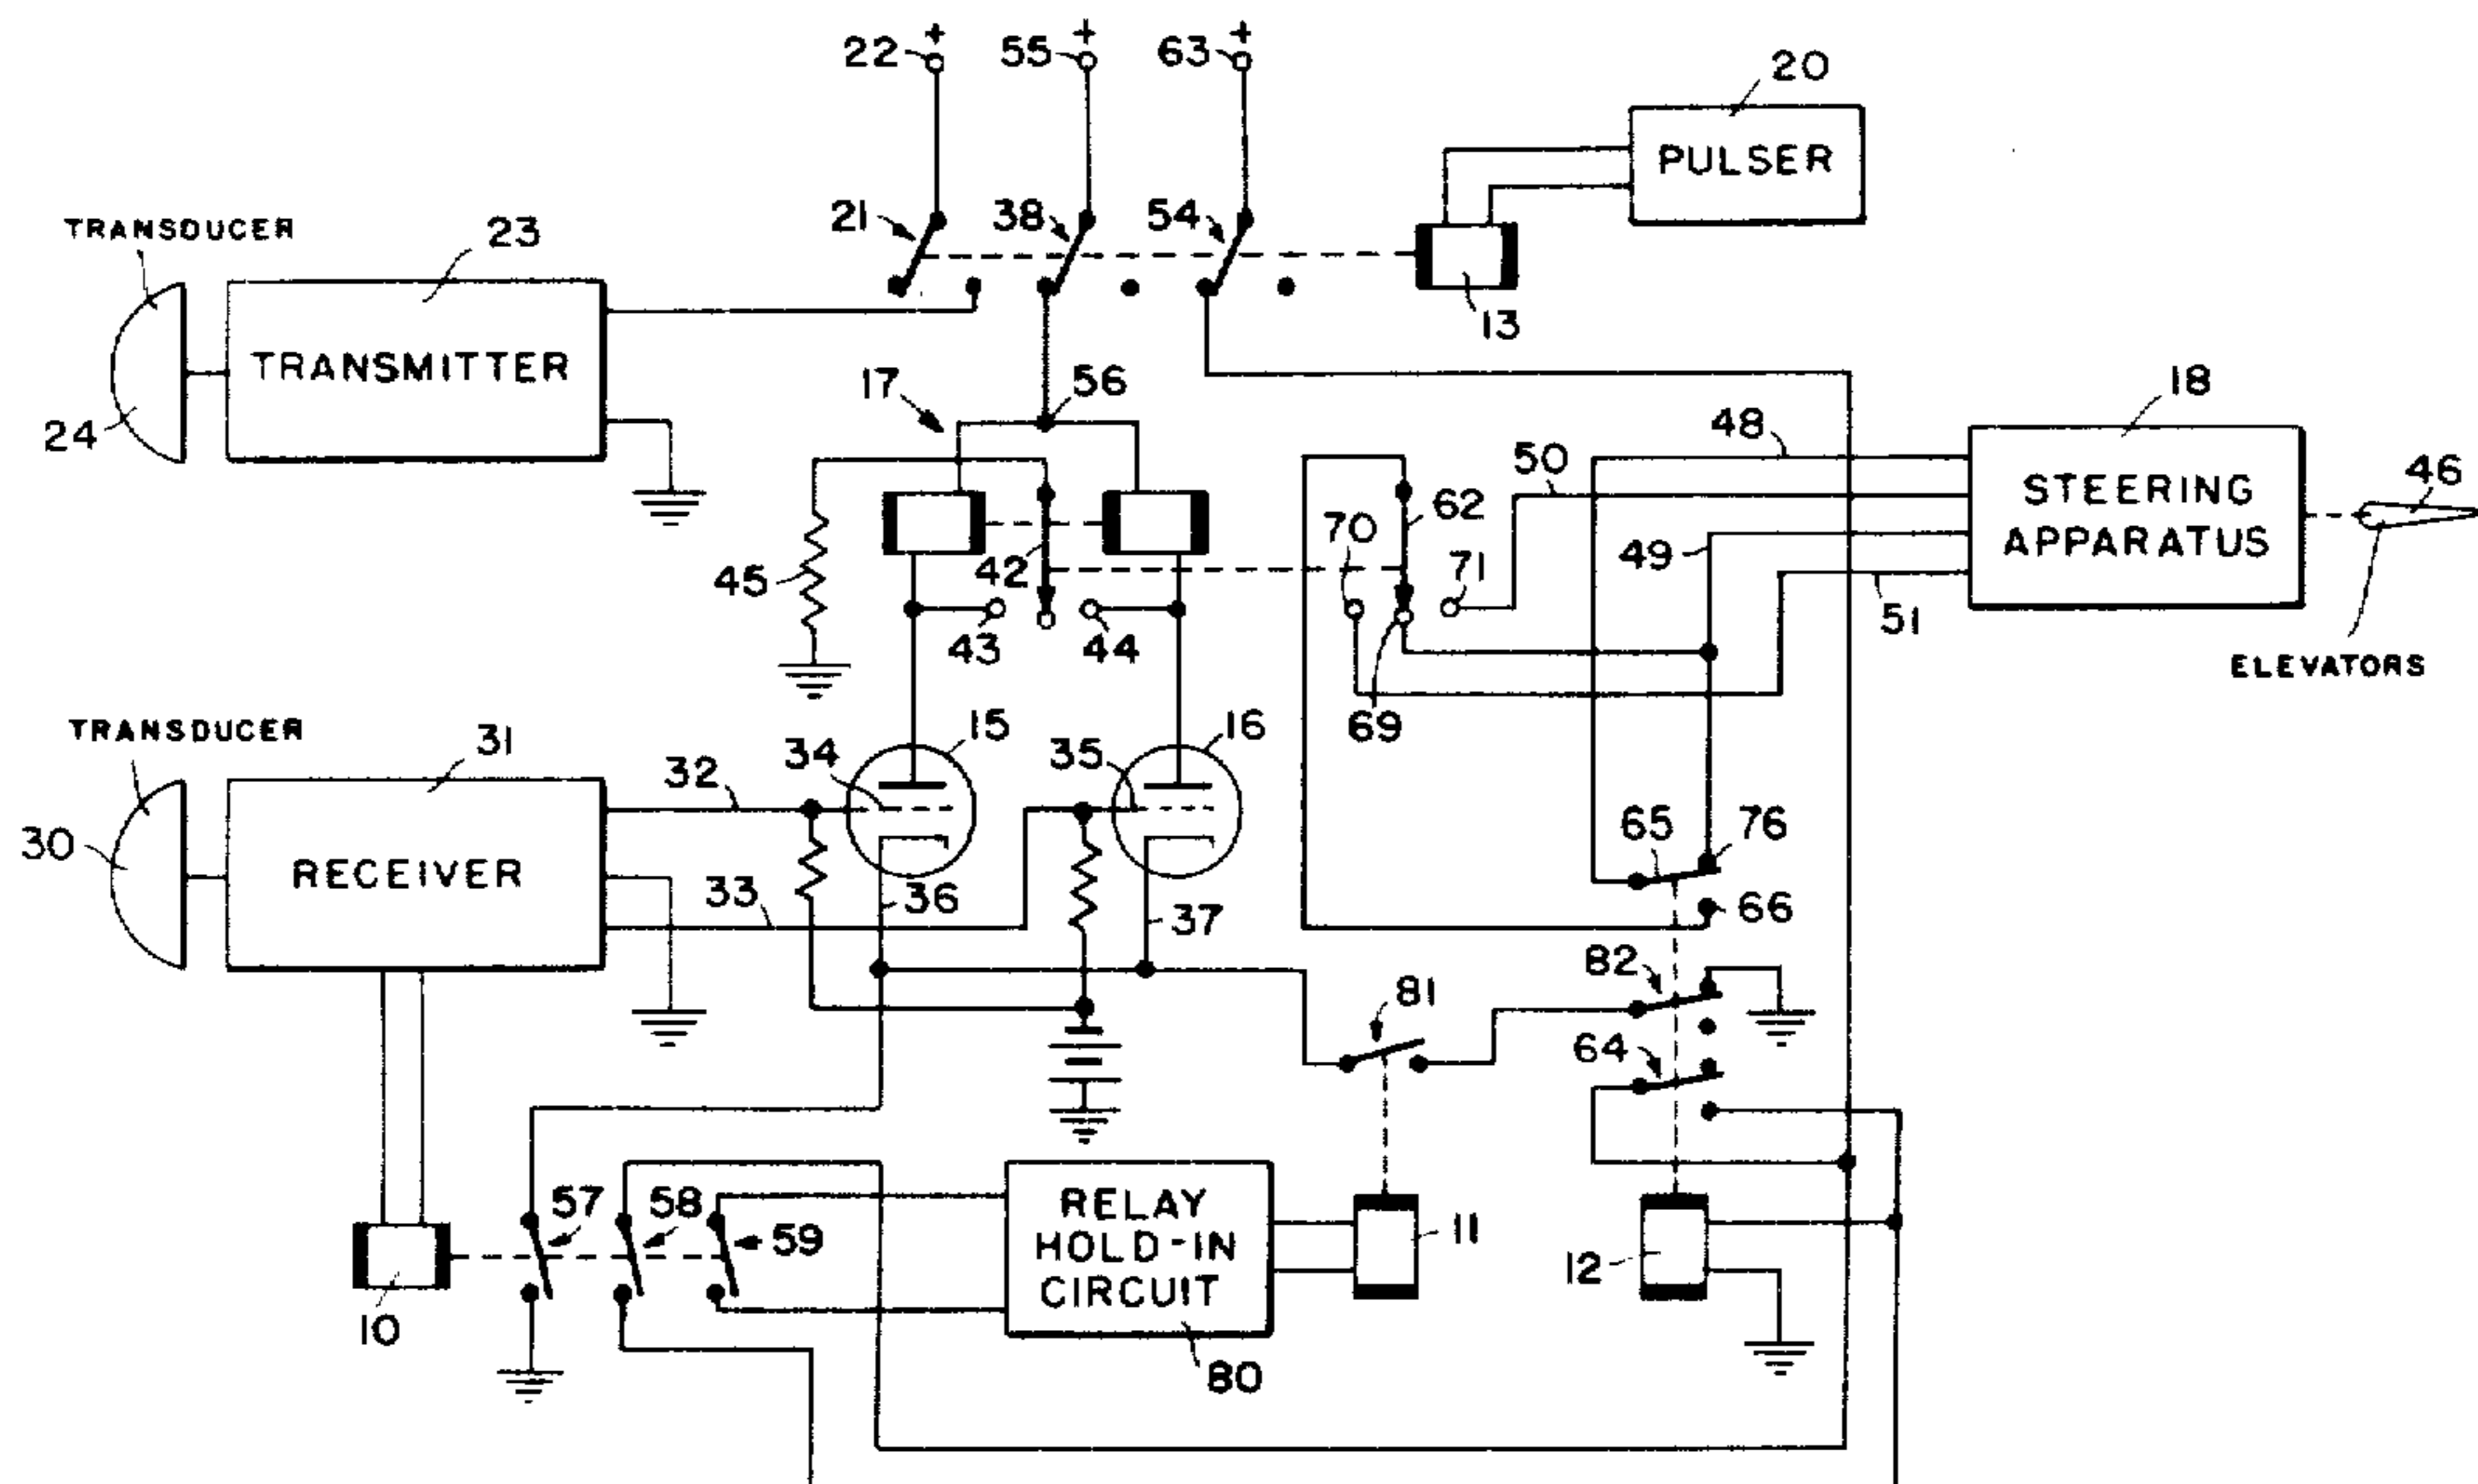 + + +
22 55 63
20
PULSER
TRANSDUCER
23
21 38 54
13
TRANSMITTER
24
17 56
18
48
50
46
STEERING
APPARATUS
62
70
71
49
51
45
42
43 44
69
ELEVATORS
TRANSDUCER
31
32
34
15
35
16
30
RECEIVER
33
36
37
65 76
66
82
81
64
57 58 59
RELAY
HOLD-IN
CIRCUIT
11
12
10
80